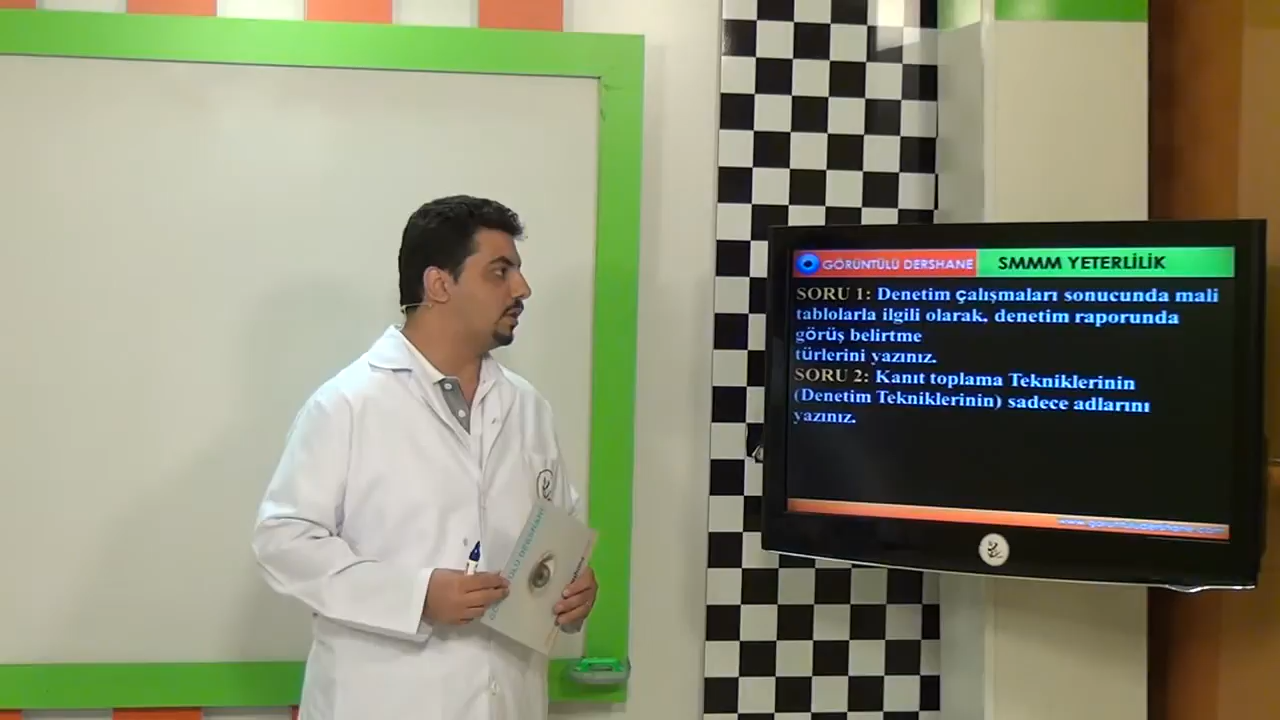 GÖRÜNTÜLÜ DERSHANE
SMMM YETERLİLİK
SORU 1: Denetim çalışmaları sonucunda mali
tablolarla ilgili olarak, denetim raporunda
görüş belirtme
türlerini yazınız.
SORU 2: Kanıt toplama Tekniklerinin
(Denetim Tekniklerinin) sadece adlarını
yazınız.
www.goruntuludershane.com